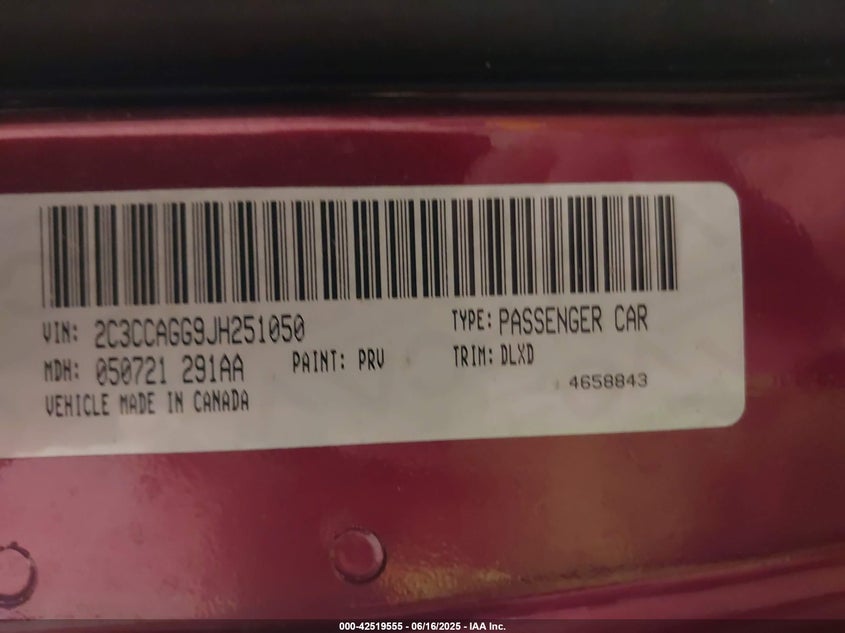 VIN: 2C3CCAGG9JH251050 TYPE: PASSENGER CAR
MDH: 050721 291AA PAINT: PRV TRIM: DLXD
VEHICLE MADE IN CANADA 4658843
000-42519555 - 06/16/2025 - IAA Inc.